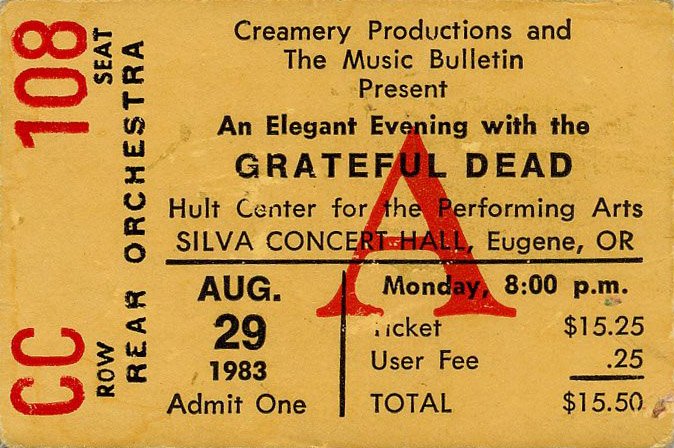 108
SEAT
CC
ROW
REAR ORCHESTRA
Creamery Productions and
The Music Bulletin
Present
An Elegant Evening with the
GRATEFUL DEAD
Hult Center for the Performing Arts
SILVA CONCERT HALL, Eugene, OR
A
AUG.
29
1983
Admit One
Monday, 8:00 p.m.
Ticket $15.25
User Fee .25
TOTAL $15.50